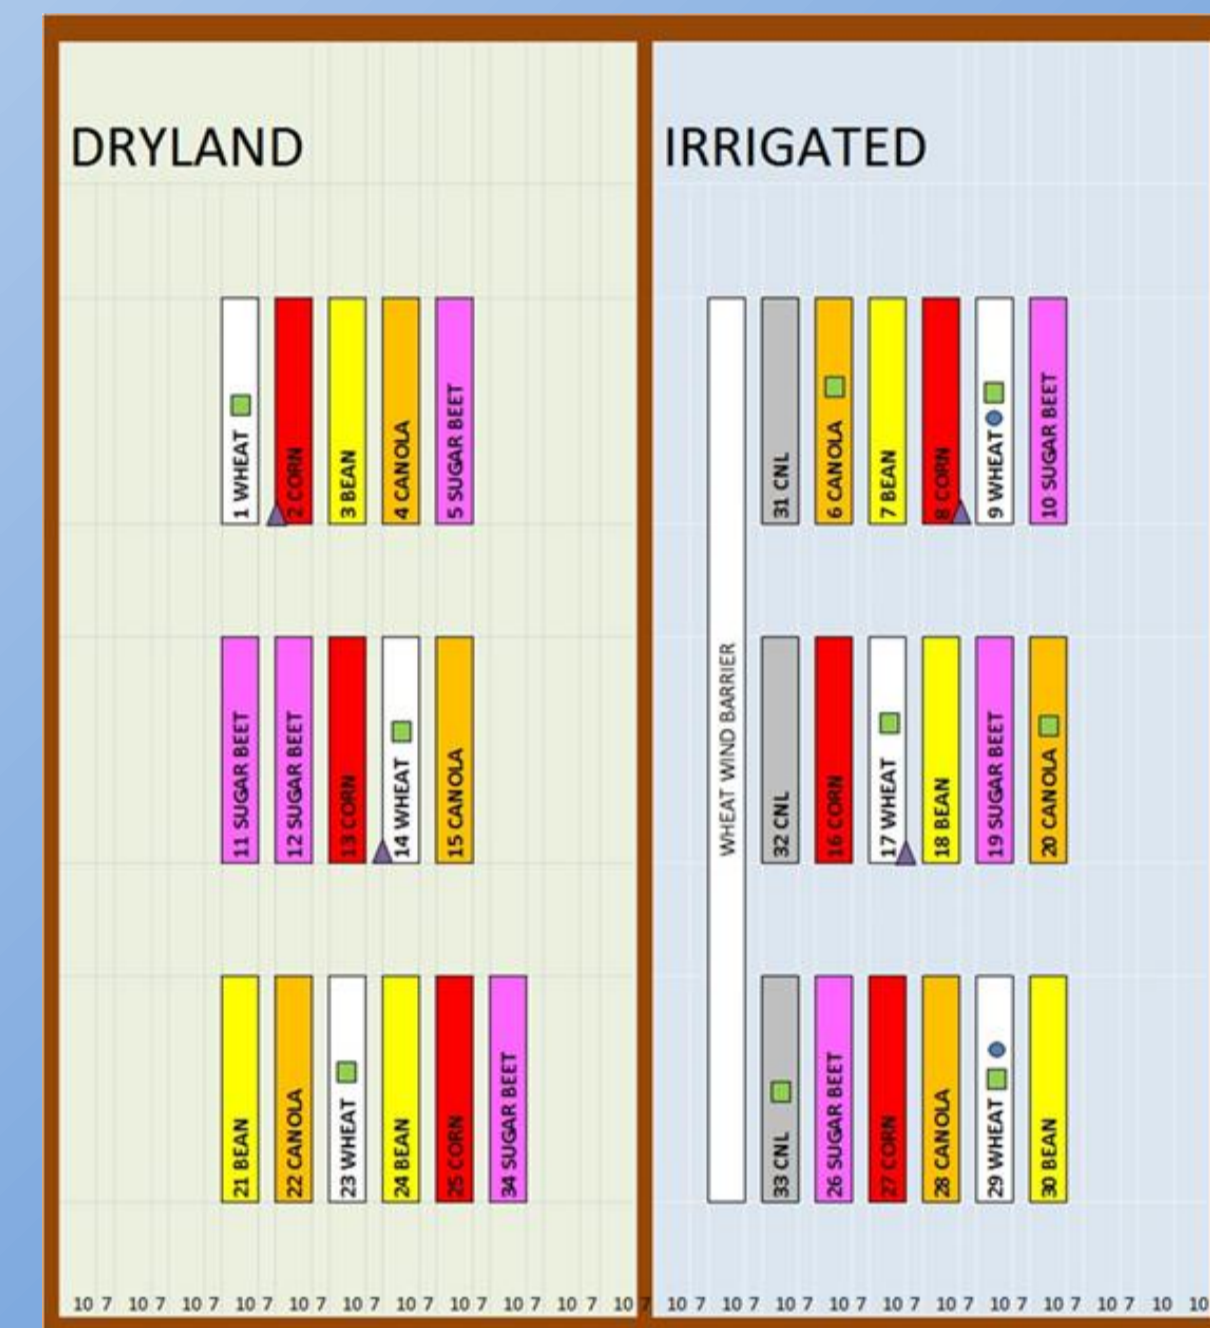 DRYLAND
IRRIGATED
1 WHEAT
2 CORN
3 BEAN
4 CANOLA
5 SUGAR BEET
31 CNL
6 CANOLA
7 BEAN
8 CORN
9 WHEAT
10 SUGAR BEET
11 SUGAR BEET
12 SUGAR BEET
13 CORN
14 WHEAT
15 CANOLA
WHEAT WIND BARRIER
32 CNL
16 CORN
17 WHEAT
18 BEAN
19 SUGAR BEET
20 CANOLA
21 BEAN
22 CANOLA
23 WHEAT
24 BEAN
25 CORN
34 SUGAR BEET
33 CNL
26 SUGAR BEET
27 CORN
28 CANOLA
29 WHEAT
30 BEAN
10 7 10 7 10 7 10 7 10 7 10 7 10 7 10 7 10 7 10 7 10 7 10 7 10 7 10 7 10 7 10 7 10 7 10 7 10 7 10 7 10 10